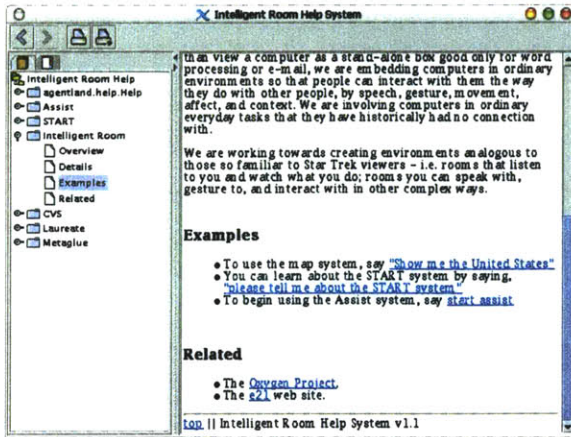 Intelligent Room Help System
Intelligent Room Help
agentland.help.Help
Assist
START
Intelligent Room
Overview
Details
Examples
Related
CVS
Laureate
Metaglue
than view a computer as a stand-alone box good only for word
processing or e-mail, we are embedding computers in ordinary
environments so that people can interact with them the way
they do with other people, by speech, gesture, movement,
affect, and context. We are involving computers in ordinary
everyday tasks that they have historically had no connection
with.
We are working towards creating environments analogous to
those so familiar to Star Trek viewers - i.e. rooms that listen
to you and watch what you do; rooms you can speak with,
gesture to, and interact with in other complex ways.
Examples
• To use the map system, say "Show me the United States"
• You can learn about the START system by saying,
"please tell me about the START system"
• To begin using the Assist system, say start assist
Related
• The Oxygen Project,
• The e21 web site.
top || Intelligent Room Help System v1.1